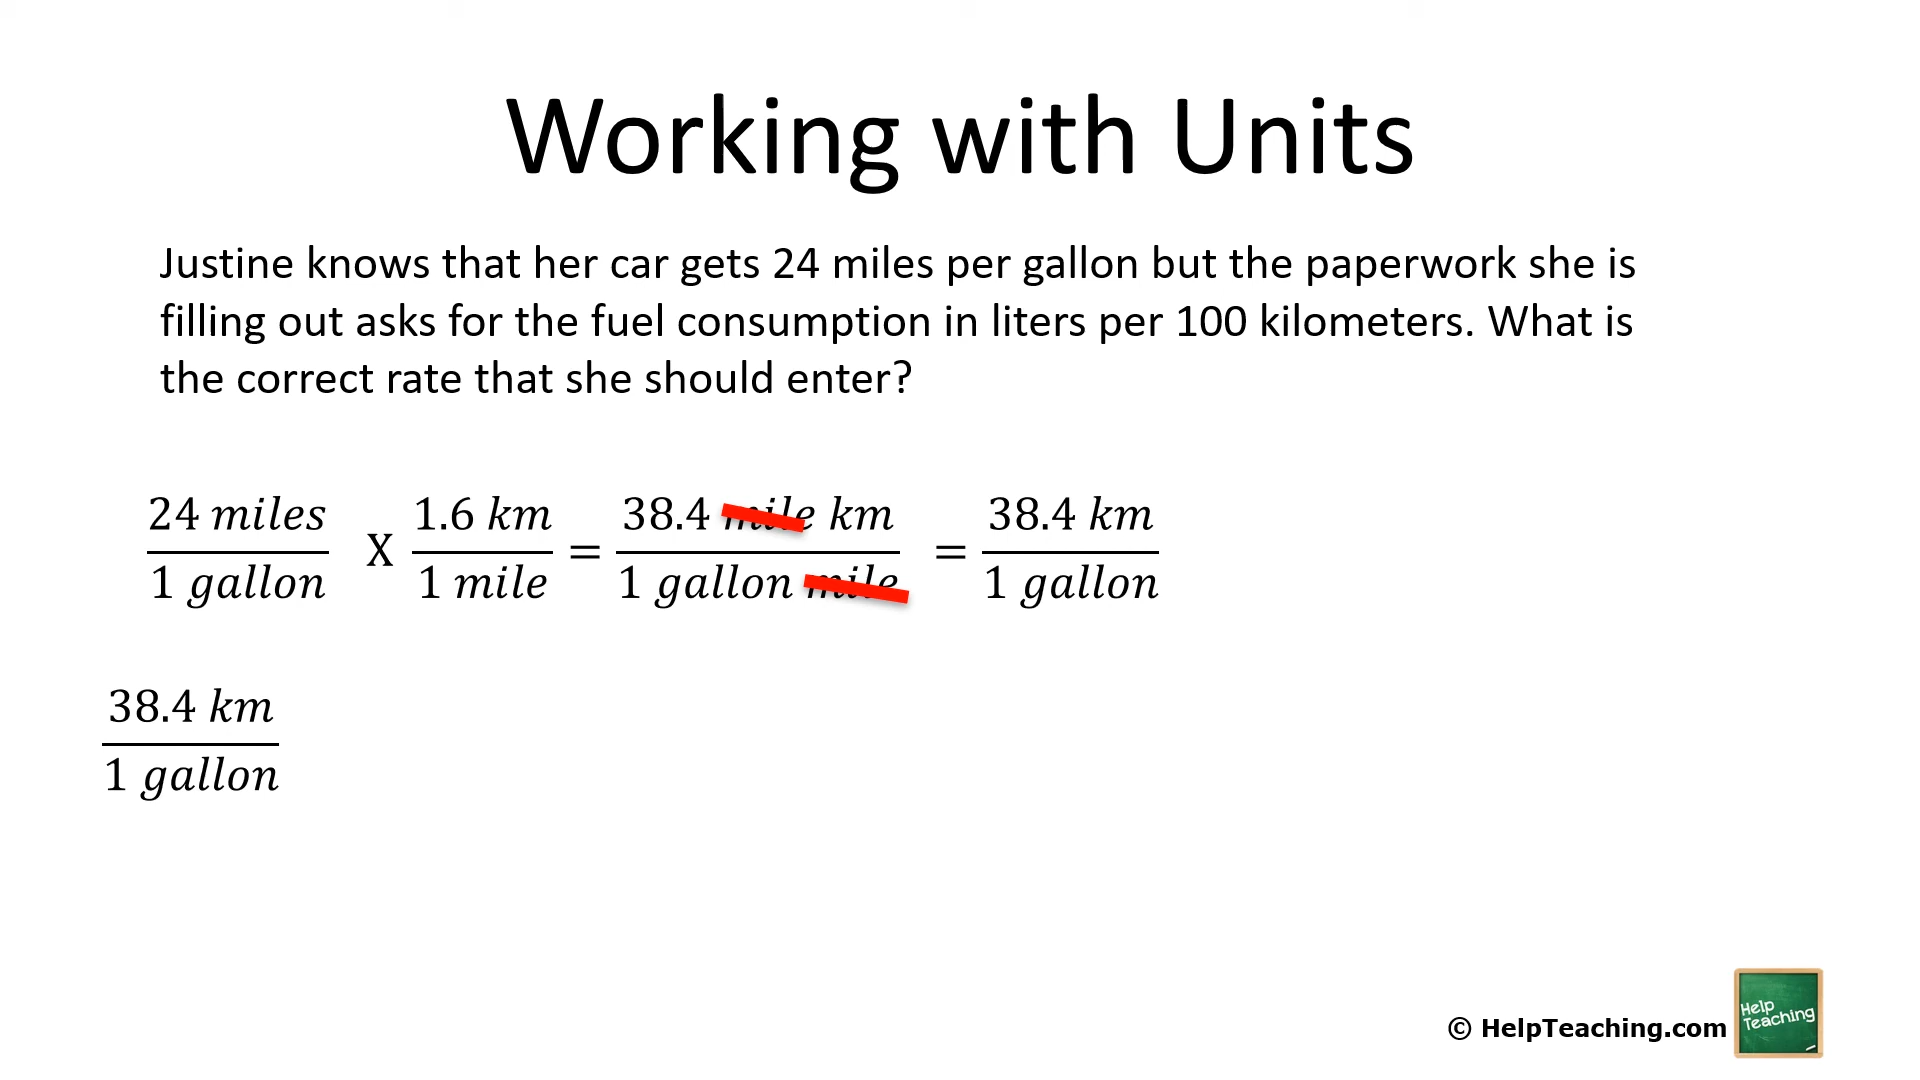 Working with Units
Justine knows that her car gets 24 miles per gallon but the paperwork she is
filling out asks for the fuel consumption in liters per 100 kilometers. What is
the correct rate that she should enter?
24 miles / 1 gallon X 1.6 km / 1 mile = 38.4 mile km / 1 gallon mile = 38.4 km / 1 gallon
38.4 km / 1 gallon
© HelpTeaching.com
Help
Teaching